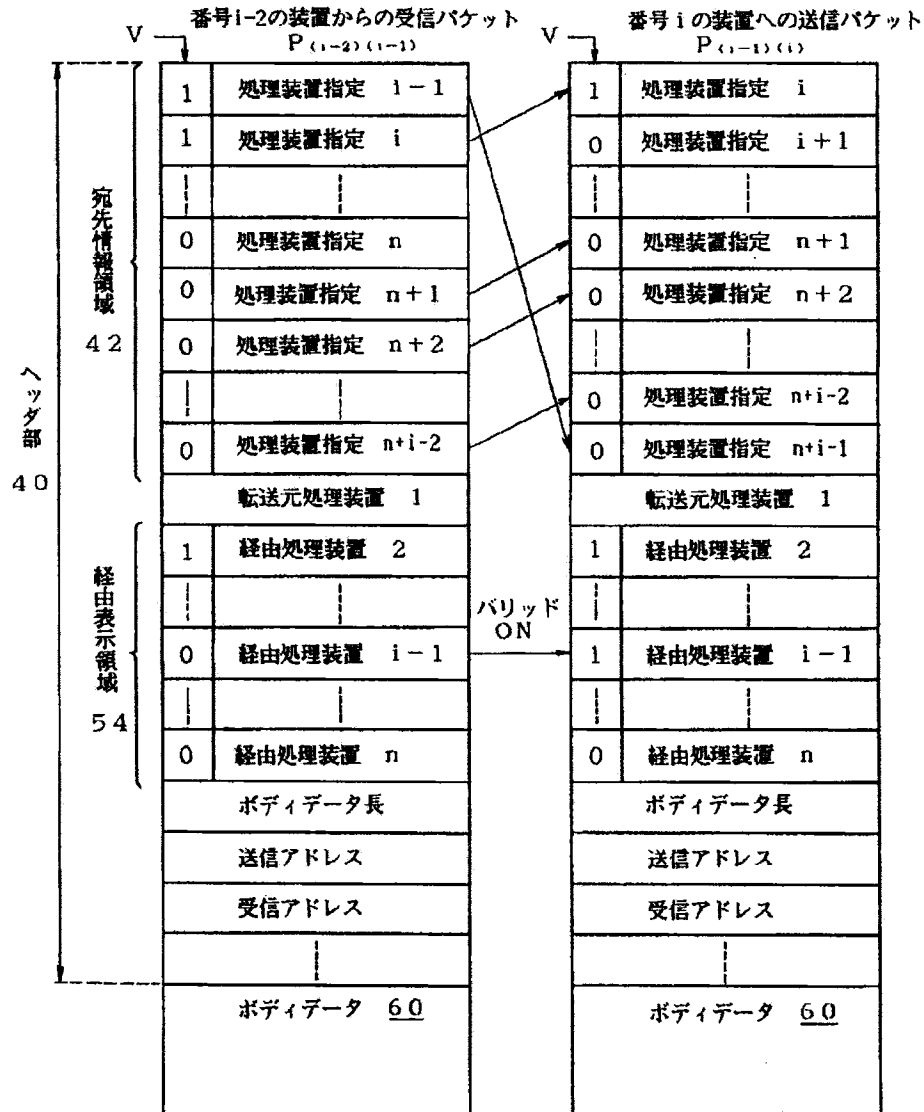 番号i-2の装置からの受信パケット
P(i-2)(i-1)
V
番号iの装置への送信パケット
P(i-1)(i)
V
1 処理装置指定 i-1
1 処理装置指定 i
0 処理装置指定 n
0 処理装置指定 n+1
0 処理装置指定 n+2
0 処理装置指定 n+i-2
転送元処理装置 1
1 経由処理装置 2
0 経由処理装置 i-1
0 経由処理装置 n
ボディデータ長
送信アドレス
受信アドレス
ボディデータ 60
1 処理装置指定 i
0 処理装置指定 i+1
0 処理装置指定 n+1
0 処理装置指定 n+2
0 処理装置指定 n+i-2
0 処理装置指定 n+i-1
転送元処理装置 1
1 経由処理装置 2
1 経由処理装置 i-1
0 経由処理装置 n
ボディデータ長
送信アドレス
受信アドレス
ボディデータ 60
バリッド
ON
宛先情報領域
42
ヘッダ部
40
経由表示領域
54